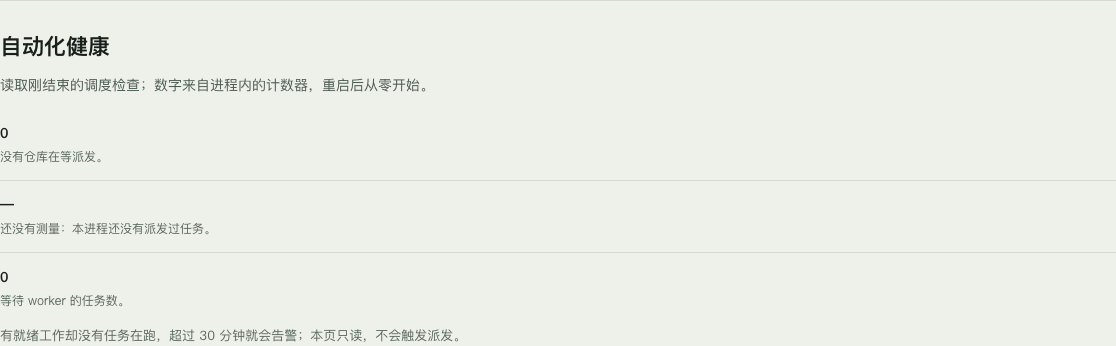 自动化健康
读取刚结束的调度检查；数字来自进程内的计数器，重启后从零开始。
0
没有仓库在等派发。
—
还没有测量：本进程还没有派发过任务。
0
等待 worker 的任务数。
有就绪工作却没有任务在跑，超过 30 分钟就会告警；本页只读，不会触发派发。